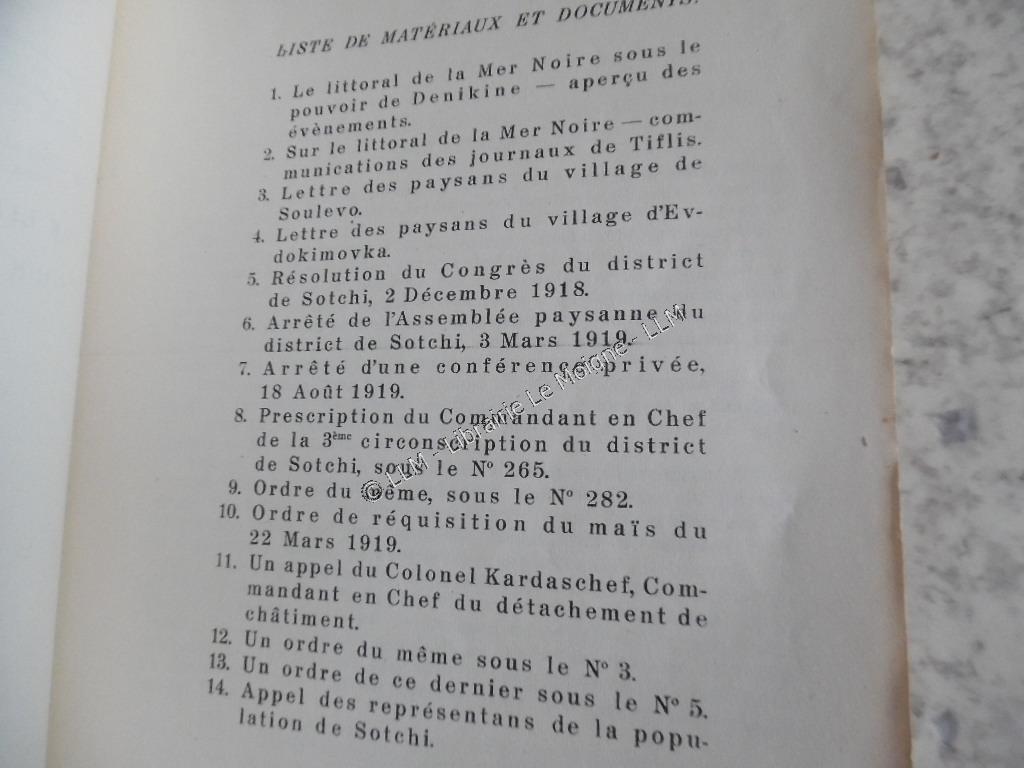 LISTE DE MATÉRIAUX ET DOCUMENTS.
1. Le littoral de la Mer Noire sous le
pouvoir de Denikine — aperçu des
évènements.
2. Sur le littoral de la Mer Noire — com-
munications des journaux de Tiflis.
3. Lettre des paysans du village de
Soulevo.
4. Lettre des paysans du village d'Ev-
dokimovka.
5. Résolution du Congrès du district
de Sotchi, 2 Décembre 1918.
6. Arrêté de l'Assemblée paysanne du
district de Sotchi, 3 Mars 1919.
7. Arrêté d'une conférence privée,
18 Août 1919.
8. Prescription du Commandant en Chef
de la 3ème circonscription du district
de Sotchi, sous le Nº 265.
9. Ordre du même, sous le Nº 282.
10. Ordre de réquisition du maïs du
22 Mars 1919.
11. Un appel du Colonel Kardaschef, Com-
mandant en Chef du détachement de
châtiment.
12. Un ordre du même sous le Nº 3.
13. Un ordre de ce dernier sous le Nº 5.
14. Appel des représentans de la popu-
lation de Sotchi.
© LLM - Librairie Le Moigne - LLM